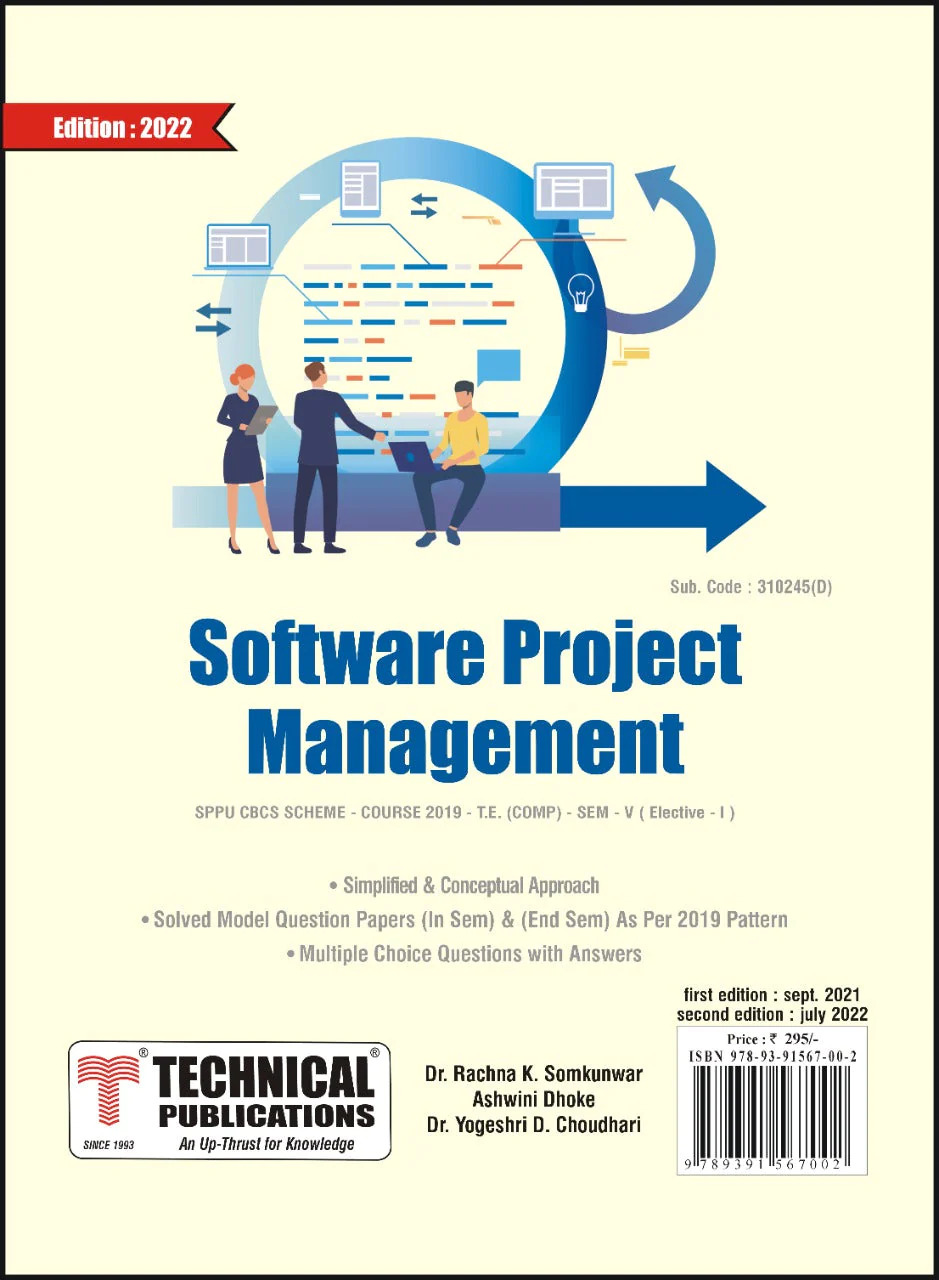 Edition : 2022
Sub. Code : 310245(D)
Software Project
Management
SPPU CBCS SCHEME - COURSE 2019 - T.E. (COMP) - SEM - V ( Elective - I )
• Simplified & Conceptual Approach
• Solved Model Question Papers (In Sem) & (End Sem) As Per 2019 Pattern
• Multiple Choice Questions with Answers
first edition : sept. 2021
second edition : july 2022
Price : ₹ 295/-
ISBN 978-93-91567-00-2
9 789391 567002
TECHNICAL®
PUBLICATIONS
®
SINCE 1993
An Up-Thrust for Knowledge
Dr. Rachna K. Somkunwar
Ashwini Dhoke
Dr. Yogeshri D. Choudhari